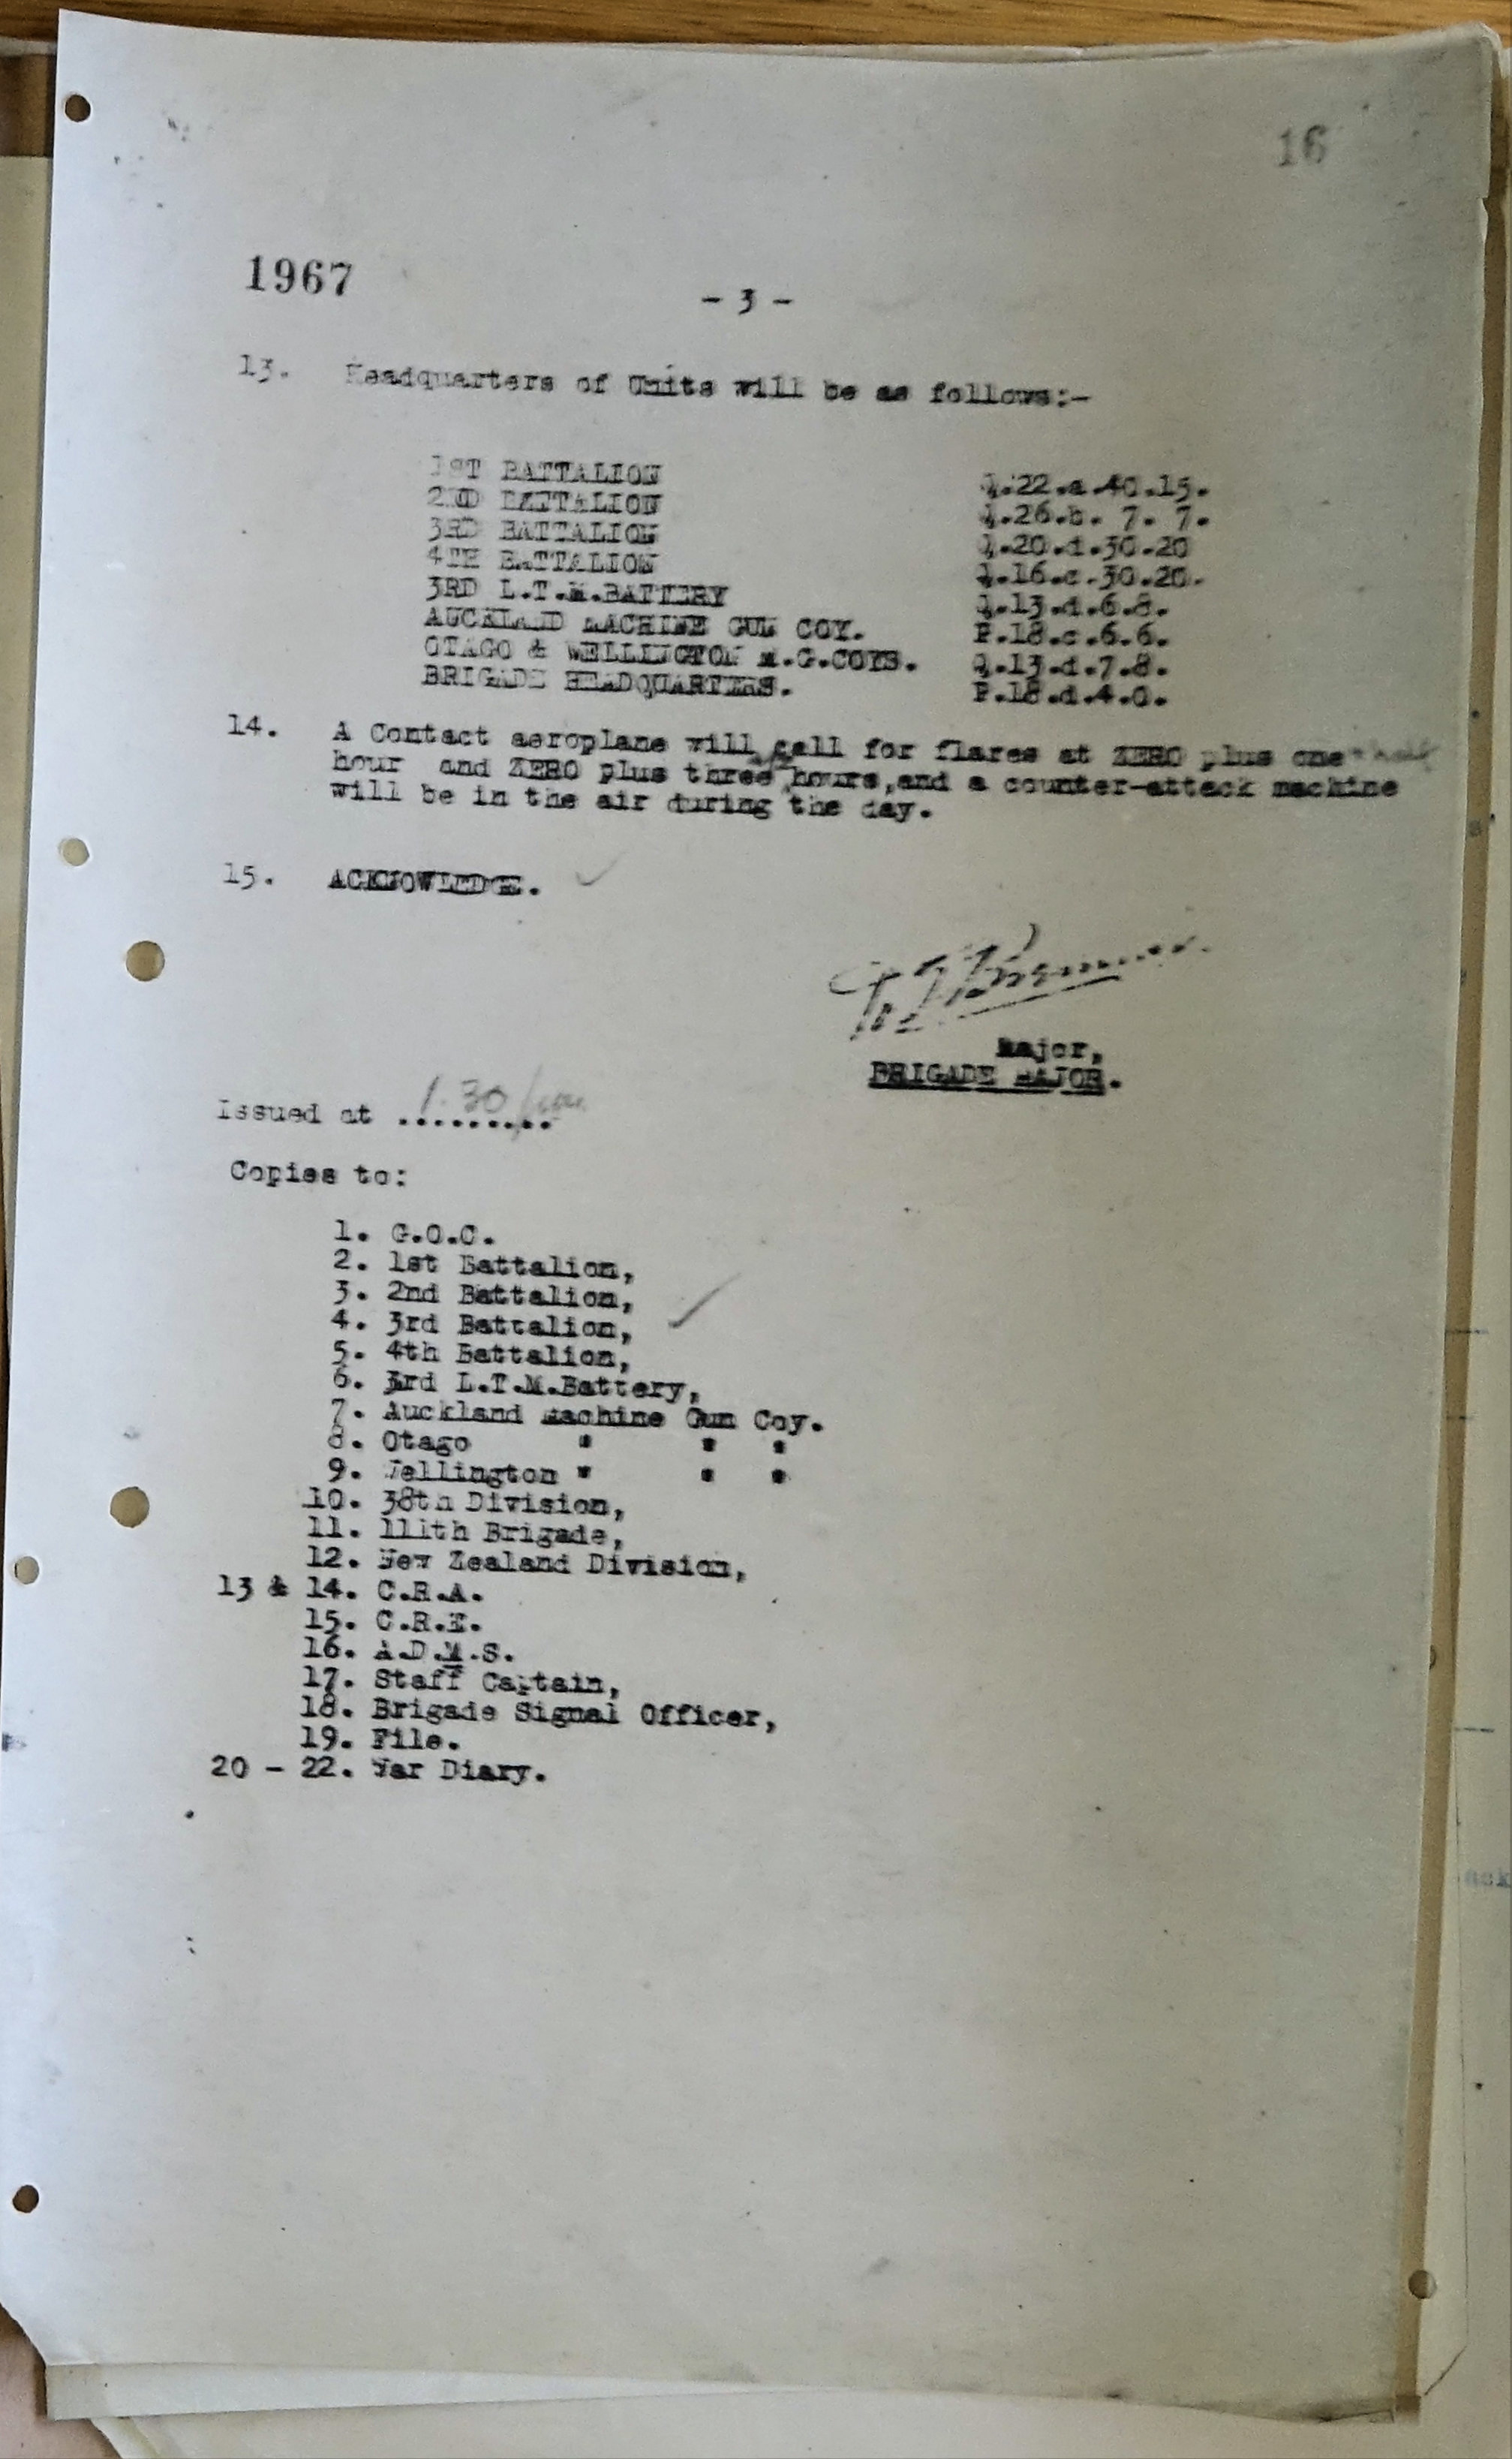 16
1967
- 3 -
13. Headquarters of Units will be as follows:-
1ST BATTALION Q.22.a.40.15.
2ND BATTALION Q.26.b. 7. 7.
3RD BATTALION Q.20.d.30.20
4TH BATTALION Q.16.c.30.20.
3RD L.T.M.BATTERY Q.13.d.6.8.
AUCKLAND MACHINE GUN COY. P.18.c.6.6.
OTAGO & WELLINGTON M.G.COYS. Q.13.d.7.8.
BRIGADE HEADQUARTERS. P.18.d.4.0.
14. A Contact aeroplane will call for flares at ZERO plus one half
hour and ZERO plus three hours,and a counter-attack machine
will be in the air during the day.
15. ACKNOWLEDGE.
Major,
BRIGADE MAJOR.
Issued at 1.30 pm
Copies to:
1. G.O.C.
2. 1st Battalion,
3. 2nd Battalion,
4. 3rd Battalion,
5. 4th Battalion,
6. 3rd L.T.M.Battery,
7. Auckland Machine Gun Coy.
8. Otago " " "
9. Wellington " " "
10. 38th Division,
11. 111th Brigade,
12. New Zealand Division,
13 & 14. C.R.A.
15. C.R.E.
16. A.D.M.S.
17. Staff Captain,
18. Brigade Signal Officer,
19. File.
20 - 22. War Diary.